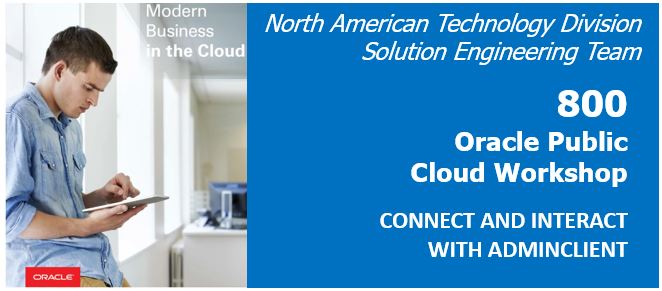 Modern
Business
in the Cloud
ORACLE
North American Technology Division
Solution Engineering Team
800
Oracle Public
Cloud Workshop
CONNECT AND INTERACT
WITH ADMINCLIENT